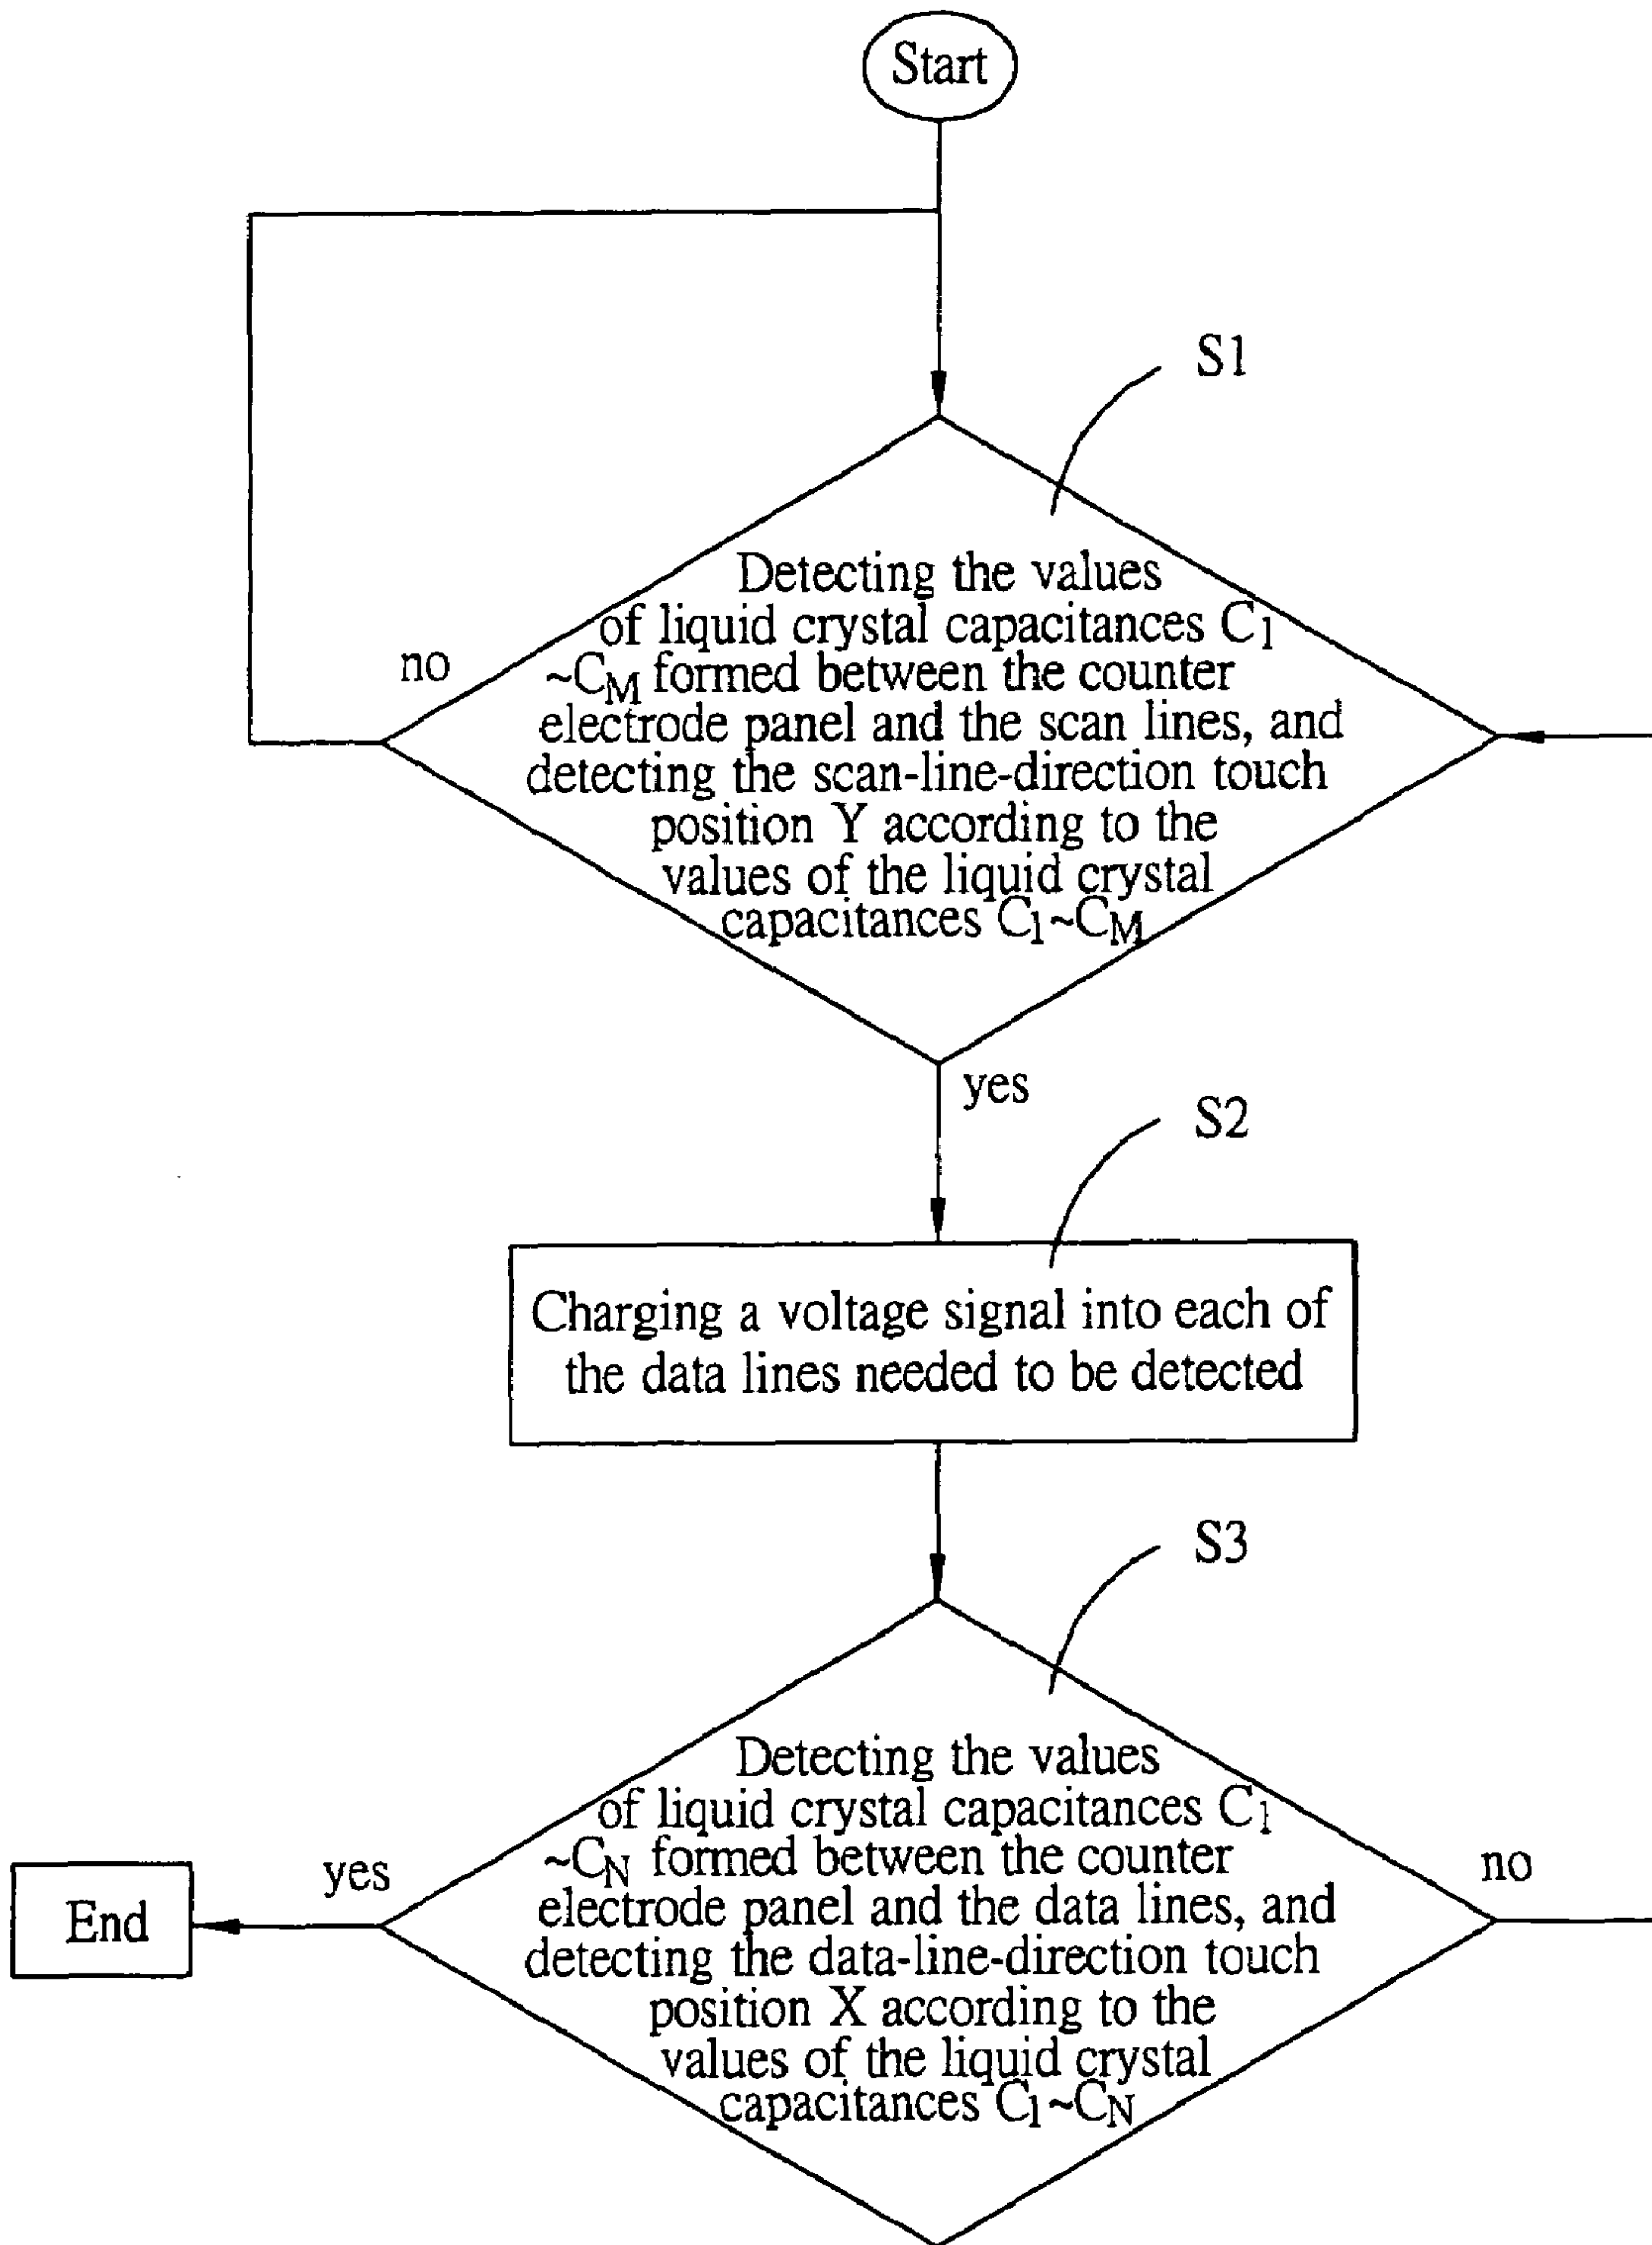 Start
S1
Detecting the values
of liquid crystal capacitances C1
~CM formed between the counter
electrode panel and the scan lines, and
detecting the scan-line-direction touch
position Y according to the
values of the liquid crystal
capacitances C1~CM
no
yes
S2
Charging a voltage signal into each of
the data lines needed to be detected
S3
Detecting the values
of liquid crystal capacitances C1
~CN formed between the counter
electrode panel and the data lines, and
detecting the data-line-direction touch
position X according to the
values of the liquid crystal
capacitances C1~CN
yes
no
End